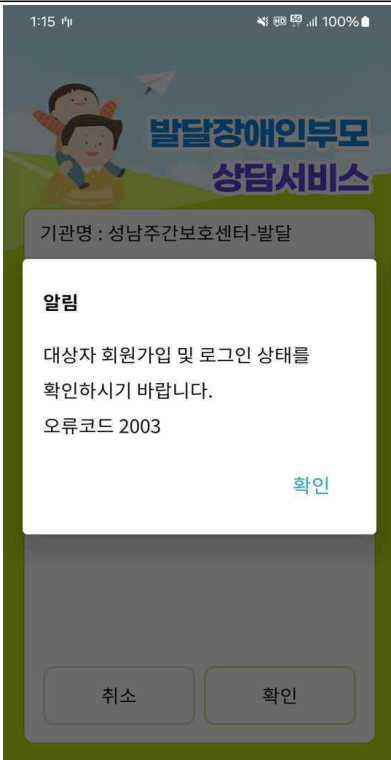 1:15
HD 5G 100%
발달장애인부모
상담서비스
기관명 : 성남주간보호센터-발달
알림
대상자 회원가입 및 로그인 상태를
확인하시기 바랍니다.
오류코드 2003
확인
취소
확인